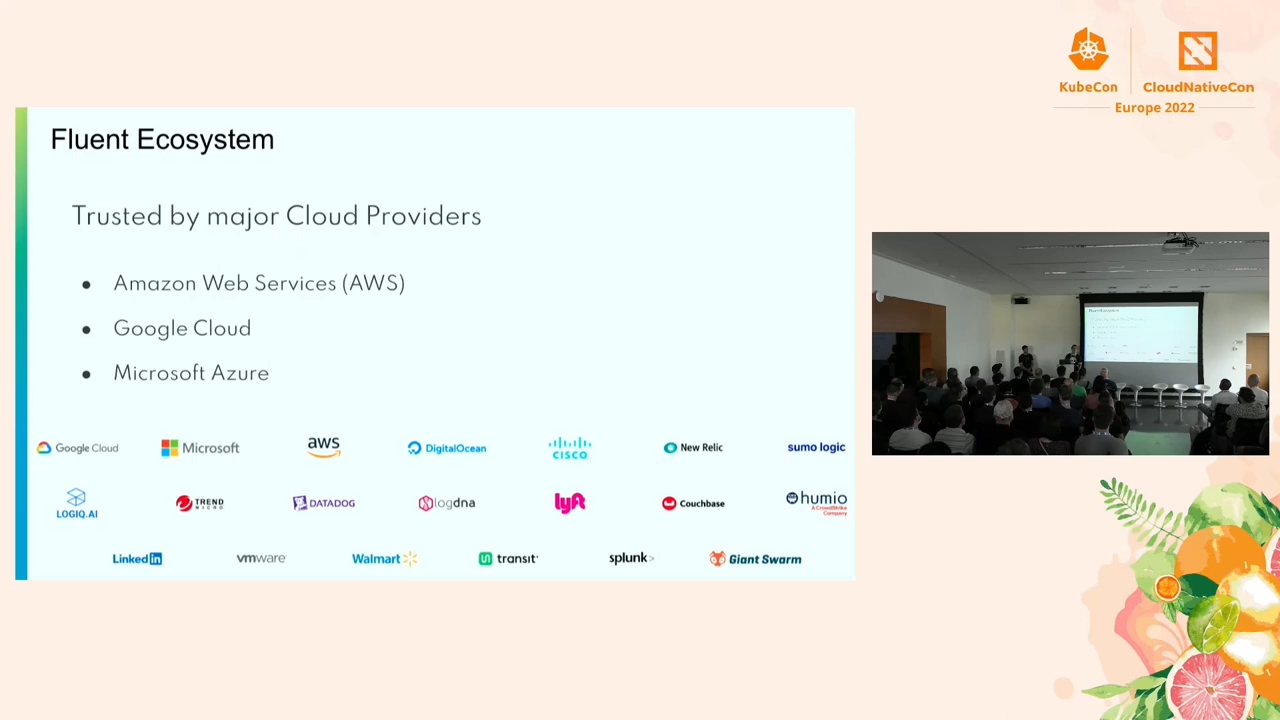 KubeCon
CloudNativeCon
Europe 2022
Fluent Ecosystem
Trusted by major Cloud Providers
● Amazon Web Services (AWS)
● Google Cloud
● Microsoft Azure
Google Cloud
Microsoft
aws
DigitalOcean
CISCO
New Relic
sumo logic
LOGIQ.AI
TREND MICRO
DATADOG
logdna
lyft
Couchbase
humio
A CrowdStrike Company
Linkedin
vmware
Walmart
transit
splunk>
Giant Swarm
Fluent Ecosystem